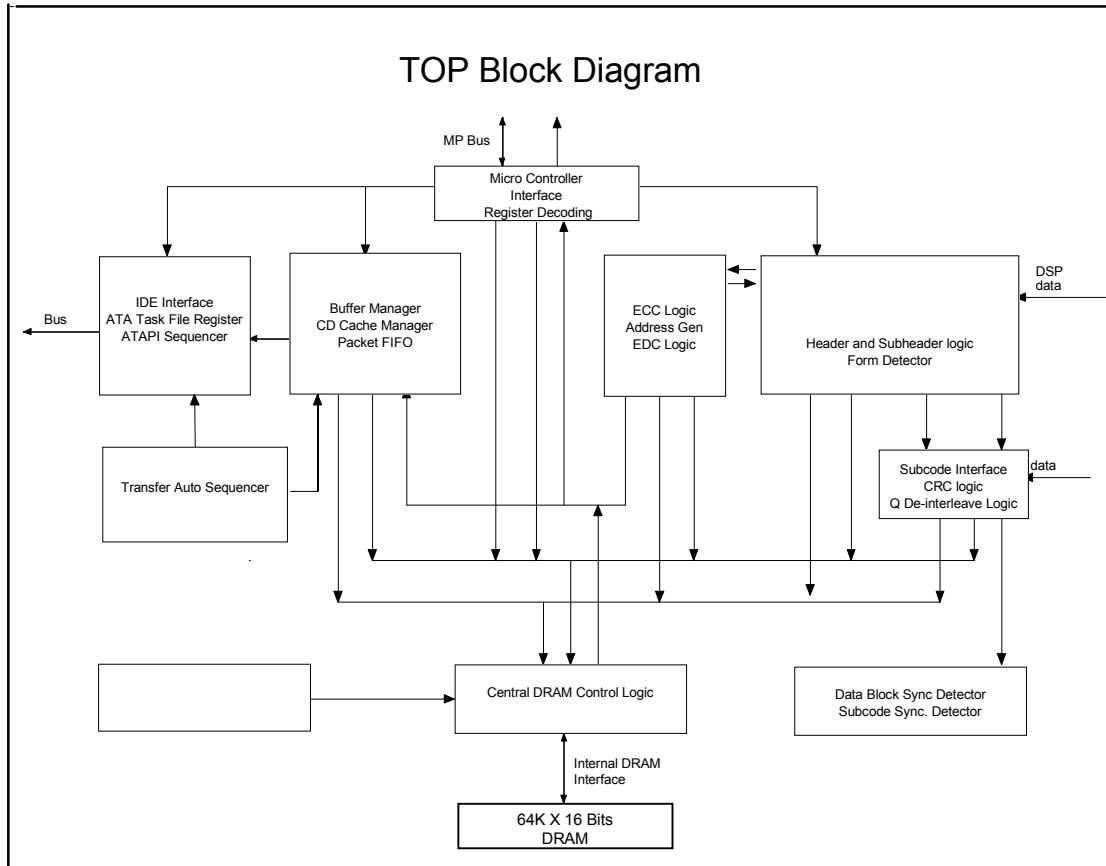 TOP Block Diagram
MP Bus
Micro Controller
Interface
Register Decoding
IDE Interface
ATA Task File Register
ATAPI Sequencer
Bus
Buffer Manager
CD Cache Manager
Packet FIFO
ECC Logic
Address Gen
EDC Logic
Header and Subheader logic
Form Detector
DSP
data
Transfer Auto Sequencer
Subcode Interface
CRC logic
Q De-interleave Logic
data
Central DRAM Control Logic
Data Block Sync Detector
Subcode Sync. Detector
Internal DRAM
Interface
64K X 16 Bits
DRAM